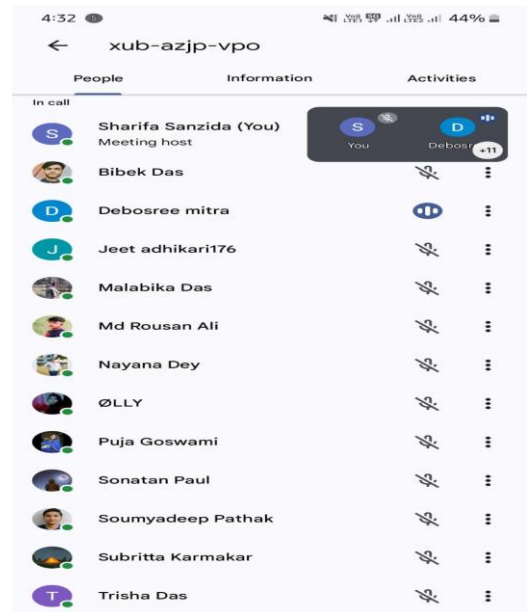 4:32 44%
xub-azjp-vpo
People Information Activities
In call
S Sharifa Sanzida (You)
Meeting host
S D
You Debosr
+11
Bibek Das
D Debosree mitra
J Jeet adhikari176
Malabika Das
Md Rousan Ali
Nayana Dey
ØLLY
Puja Goswami
Sonatan Paul
Soumyadeep Pathak
Subritta Karmakar
T Trisha Das